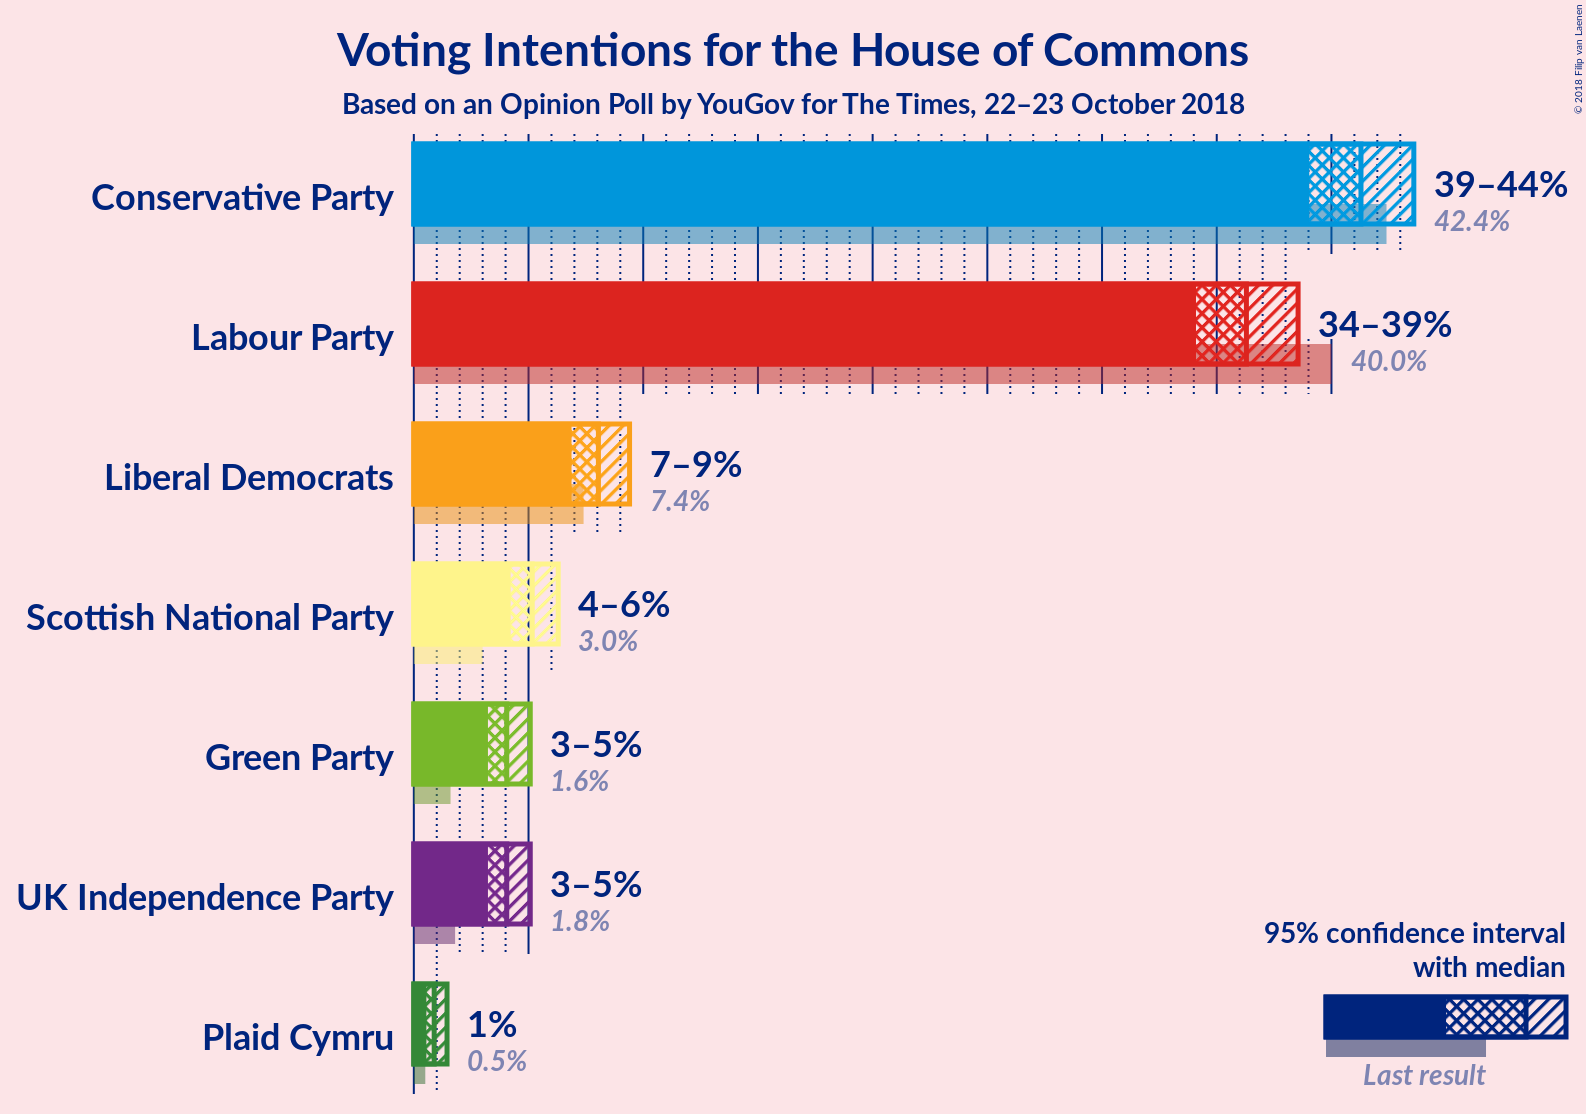 Voting Intentions for the House of Commons
Based on an Opinion Poll by YouGov for The Times, 22–23 October 2018
© 2018 Filip van Laenen
Conservative Party
39–44%
42.4%
Labour Party
34–39%
40.0%
Liberal Democrats
7–9%
7.4%
Scottish National Party
4–6%
3.0%
Green Party
3–5%
1.6%
UK Independence Party
3–5%
1.8%
Plaid Cymru
1%
0.5%
95% confidence interval
with median
Last result